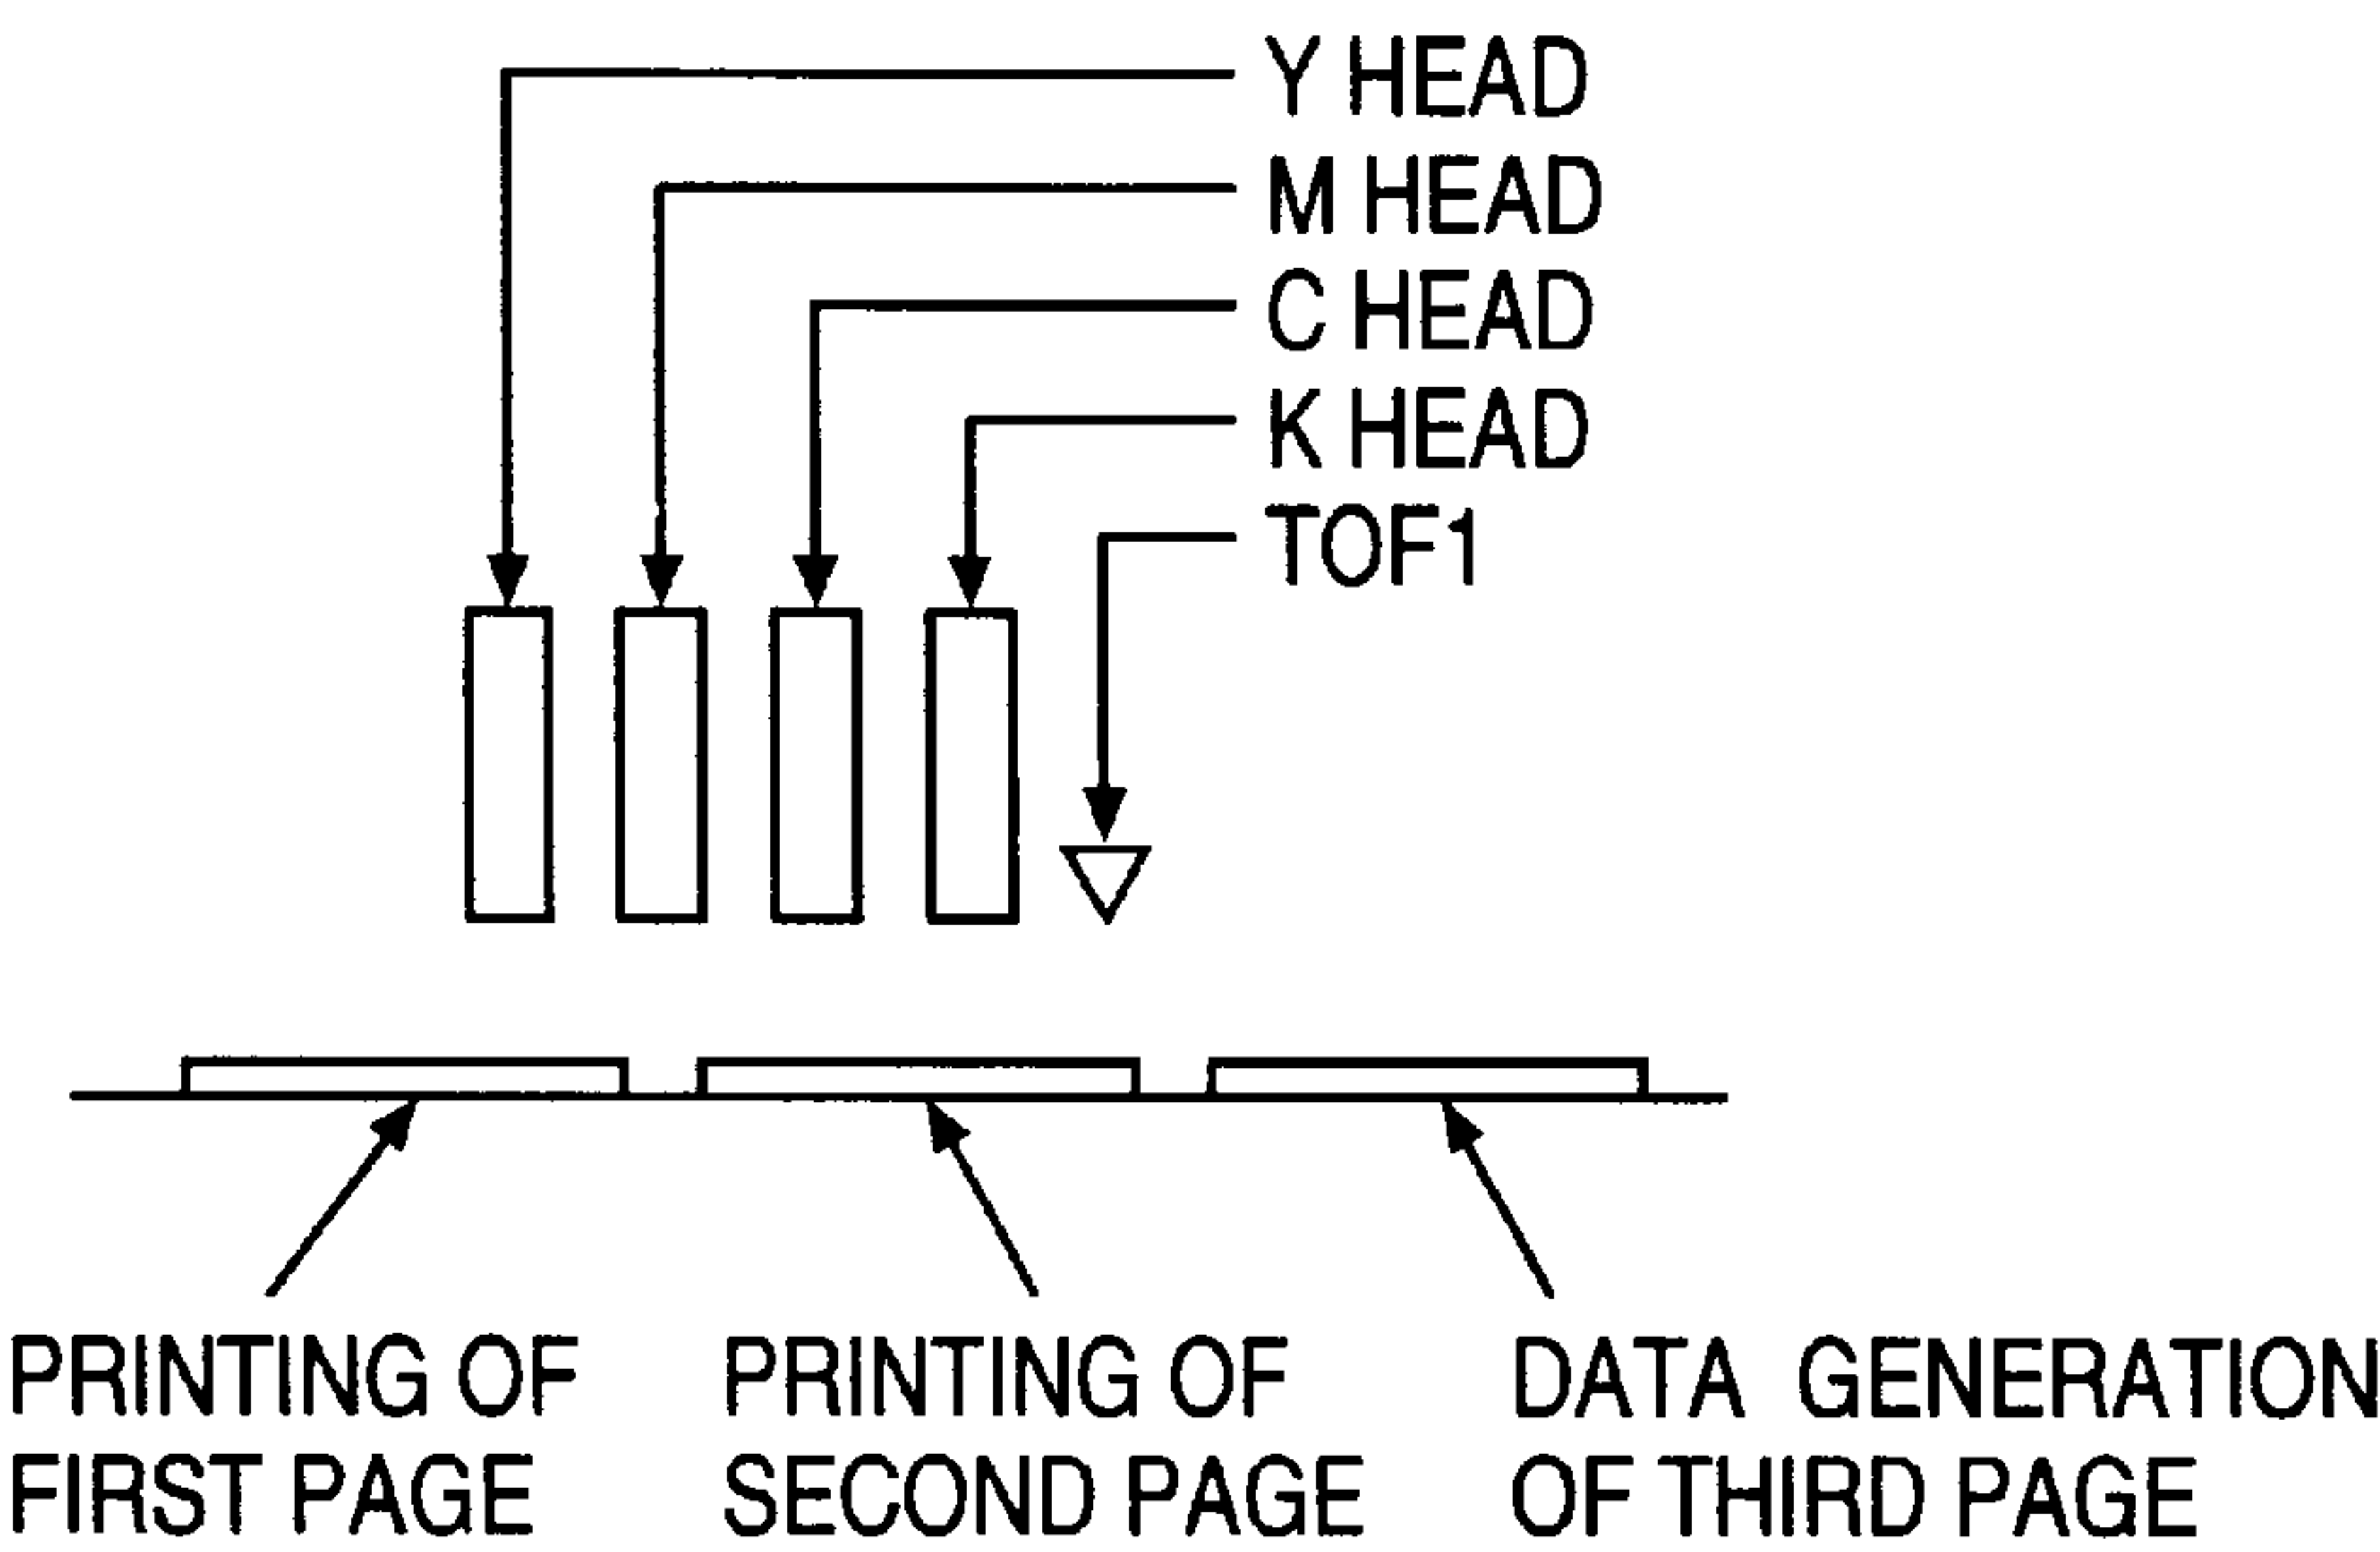 Y HEAD
M HEAD
C HEAD
K HEAD
TOF1
PRINTING OF
FIRST PAGE
PRINTING OF
SECOND PAGE
DATA GENERATION
OF THIRD PAGE